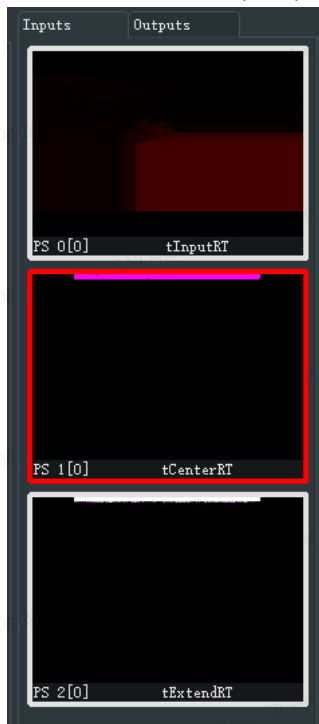 Inputs
Outputs
PS 0[0] tInputRT
PS 1[0] tCenterRT
PS 2[0] tExtendRT